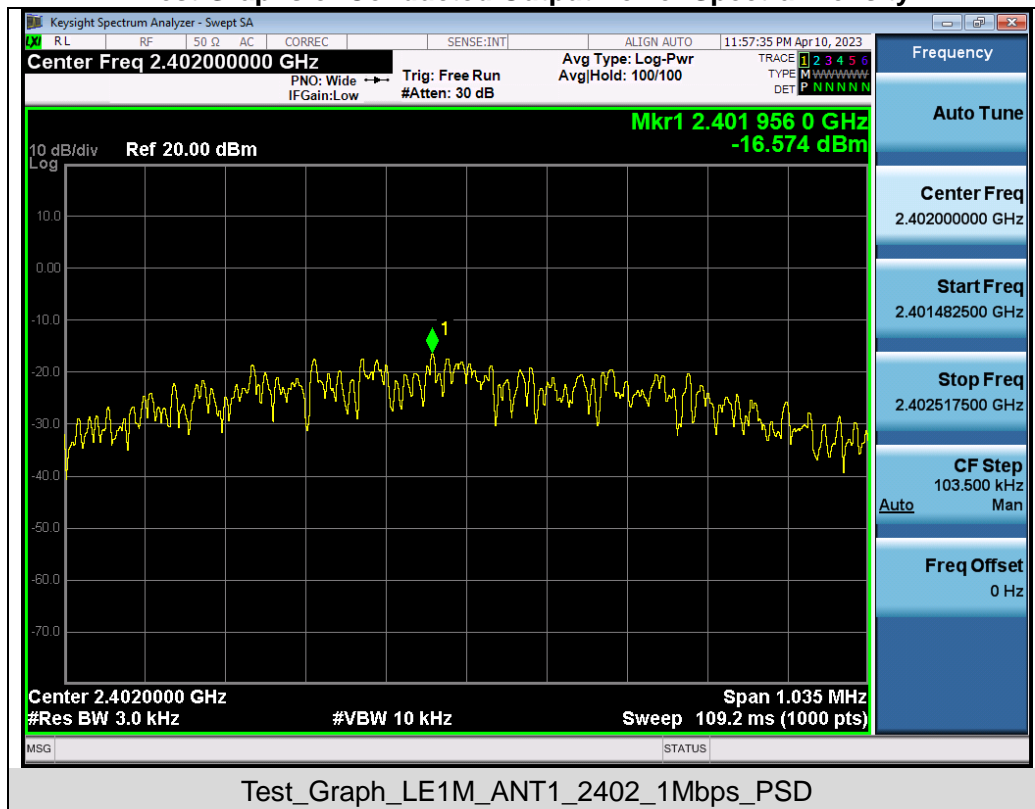 Keysight Spectrum Analyzer - Swept SA
LXI RL RF 50 Ω AC CORREC SENSE:INT ALIGN AUTO 11:57:35 PM Apr 10, 2023
Center Freq 2.402000000 GHz
PNO: Wide
IFGain:Low
Trig: Free Run
#Atten: 30 dB
Avg Type: Log-Pwr
Avg|Hold: 100/100
TRACE 1 2 3 4 5 6
TYPE M W W W W W
DET P N N N N N
Mkr1 2.401 956 0 GHz
-16.574 dBm
10 dB/div
Log
Ref 20.00 dBm
10.0
0.00
-10.0
-20.0
-30.0
-40.0
-50.0
-60.0
-70.0
1
Center 2.4020000 GHz
Span 1.035 MHz
#Res BW 3.0 kHz
#VBW 10 kHz
Sweep 109.2 ms (1000 pts)
MSG
STATUS
Frequency
Auto Tune
Center Freq
2.402000000 GHz
Start Freq
2.401482500 GHz
Stop Freq
2.402517500 GHz
CF Step
103.500 kHz
Auto Man
Freq Offset
0 Hz
Test_Graph_LE1M_ANT1_2402_1Mbps_PSD